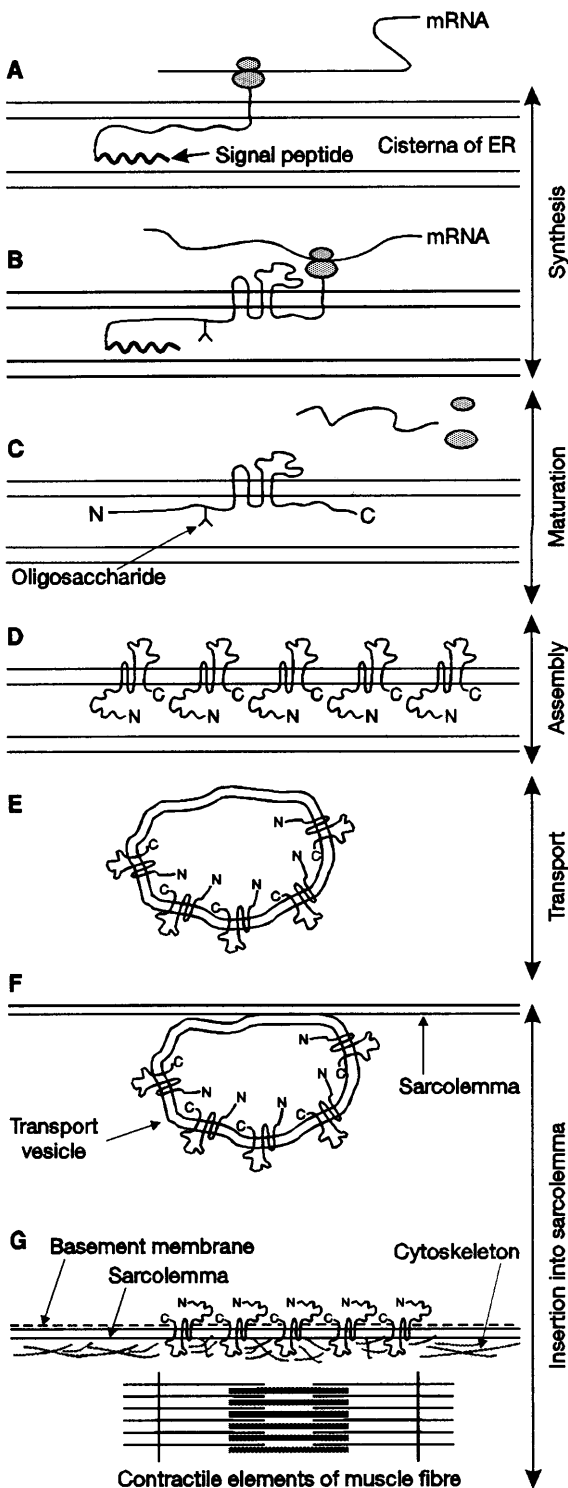 mRNA
A
Signal peptide
Cisterna of ER
Synthesis
mRNA
B
C
N
C
Oligosaccharide
Maturation
D
C C C C C
N N N N N
Assembly
E
N
C
C
N
N
N
N
C
C
C
Transport
F
Sarcolemma
N
C
C
N
N
N
N
C
C
C
Transport
vesicle
Insertion into sarcolemma
G
Basement membrane
Sarcolemma
Cytoskeleton
N N N N N
C C C C C
Contractile elements of muscle fibre